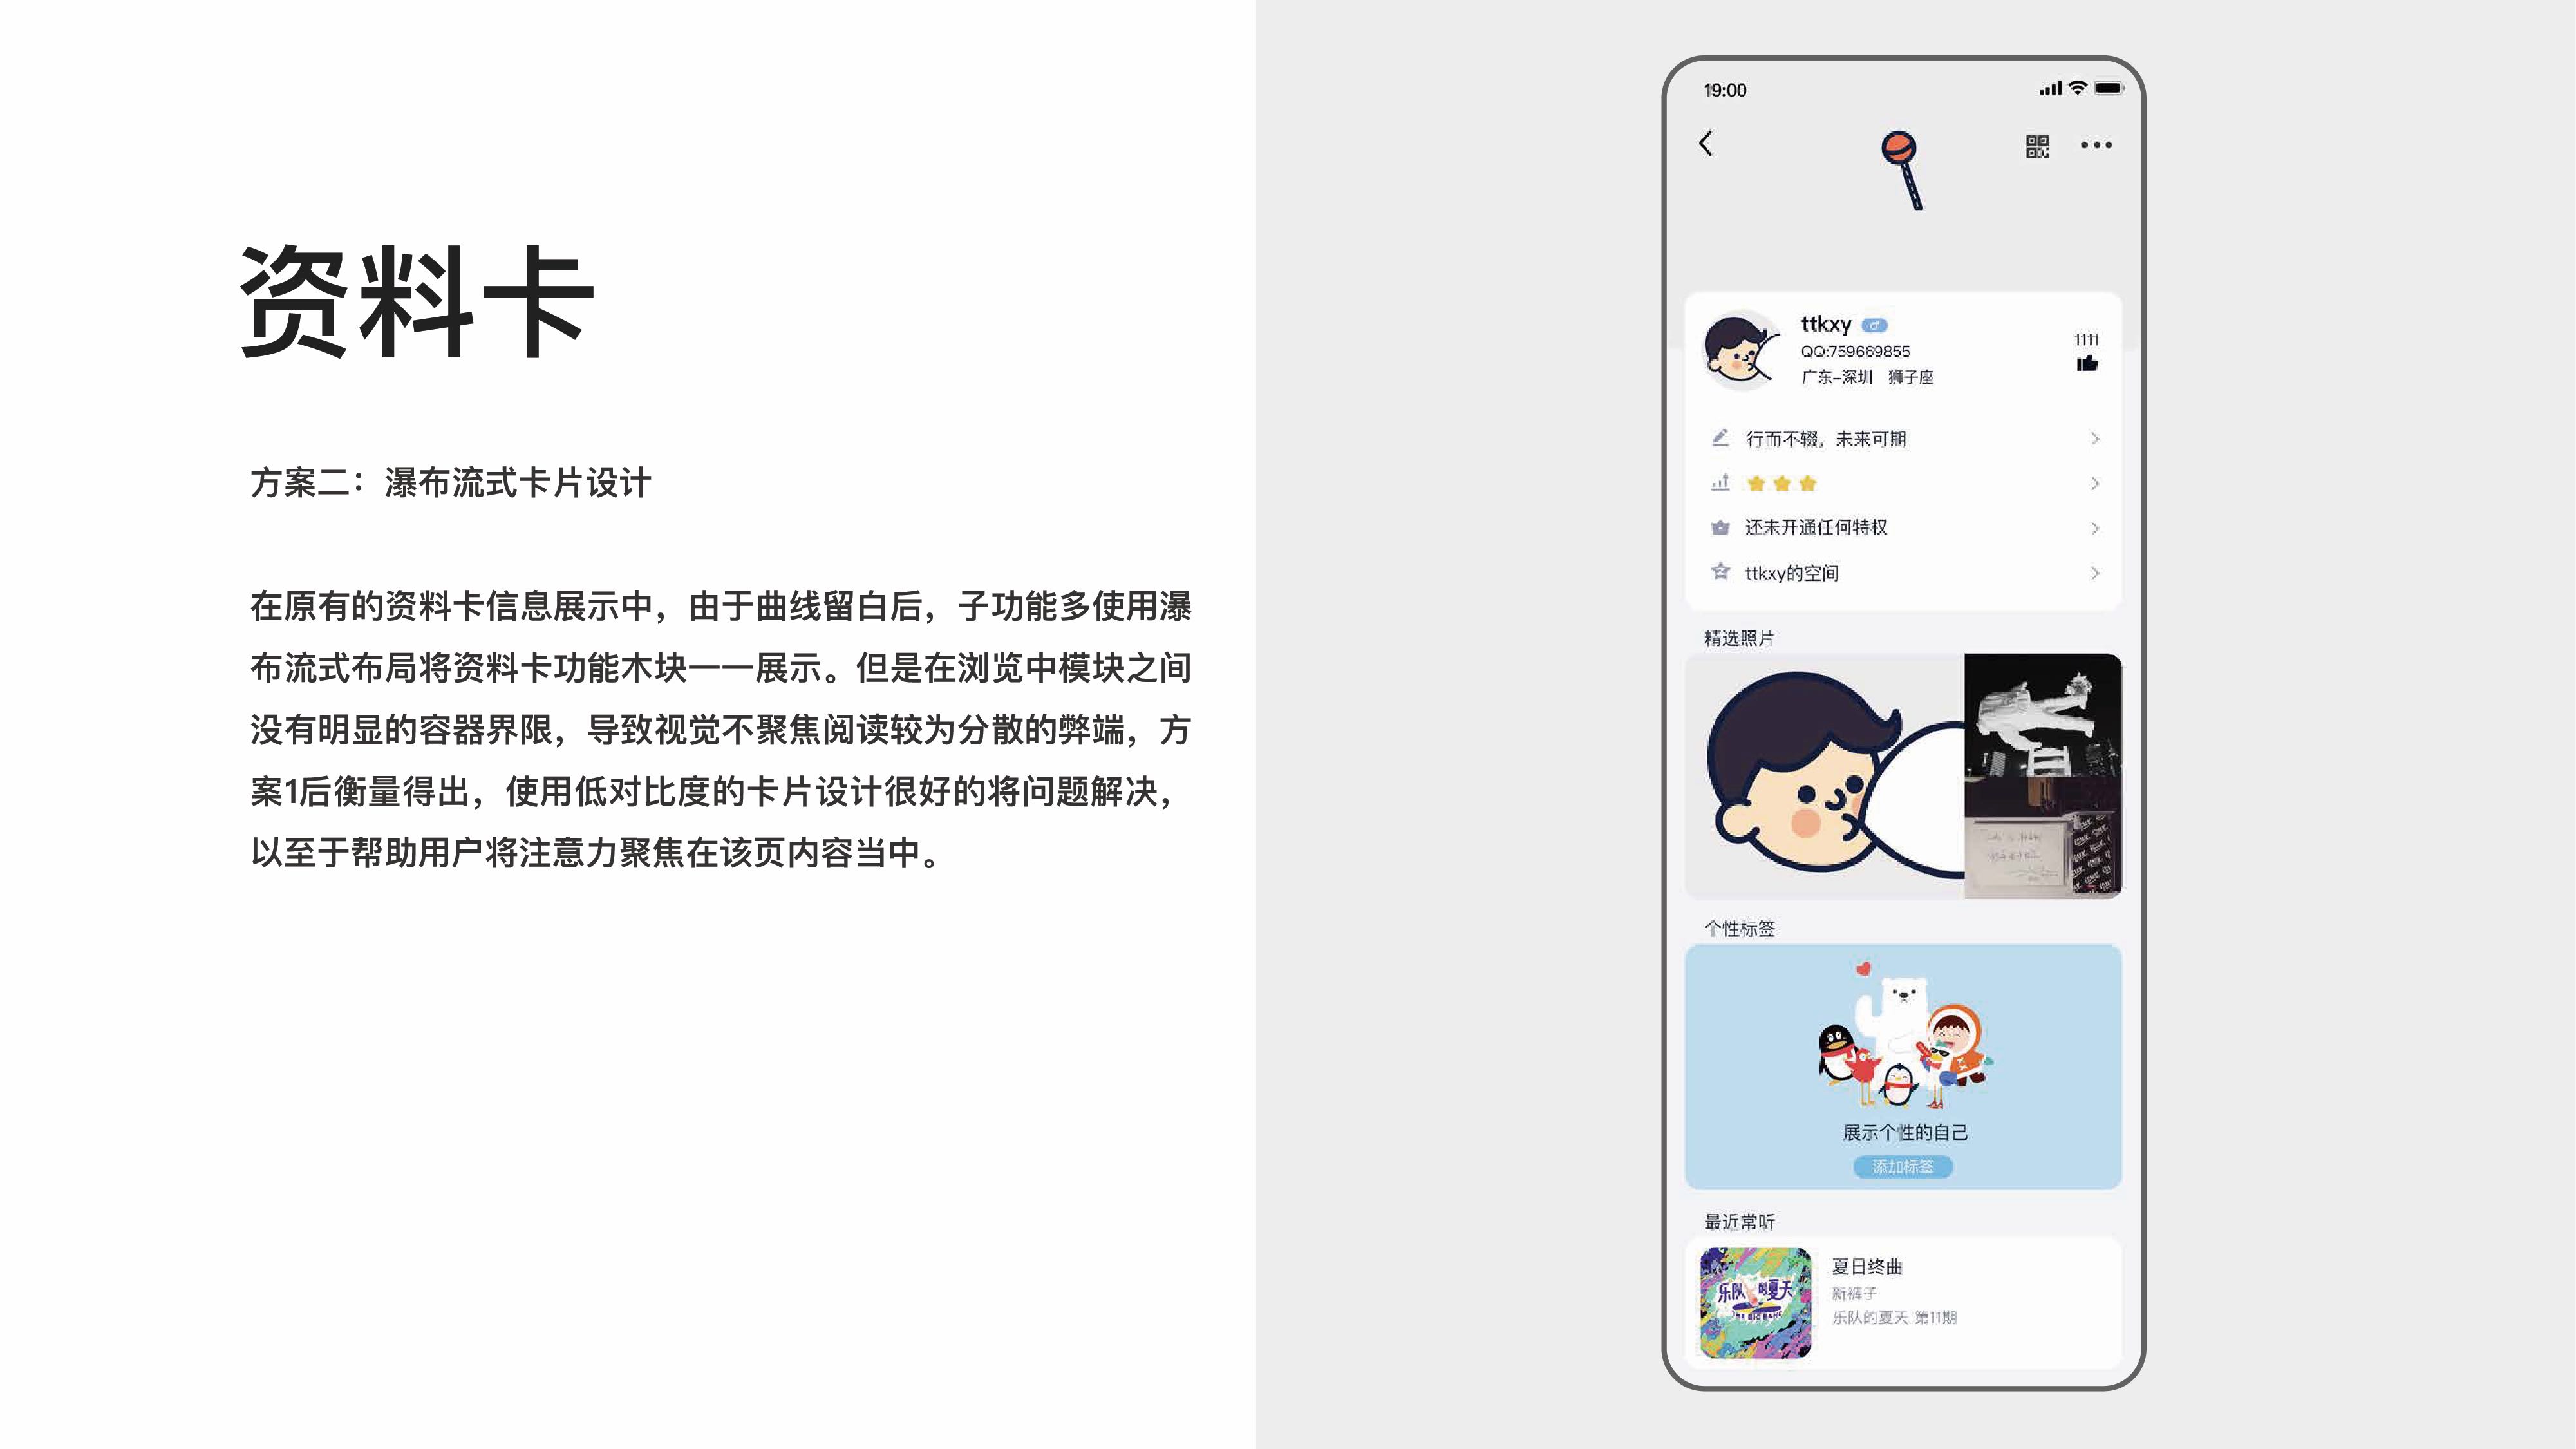 资料卡
方案二：瀑布流式卡片设计
在原有的资料卡信息展示中，由于曲线留白后，子功能多使用瀑
布流式布局将资料卡功能木块一一展示。但是在浏览中模块之间
没有明显的容器界限，导致视觉不聚焦阅读较为分散的弊端，方
案1后衡量得出，使用低对比度的卡片设计很好的将问题解决，
以至于帮助用户将注意力聚焦在该页内容当中。
19:00
ttkxy
QQ:759669855
广东-深圳 狮子座
1111
行而不辍，未来可期
还未开通任何特权
ttkxy的空间
精选照片
个性标签
展示个性的自己
添加标签
最近常听
乐队的夏天
THE BIG BAND
夏日终曲
新裤子
乐队的夏天 第11期